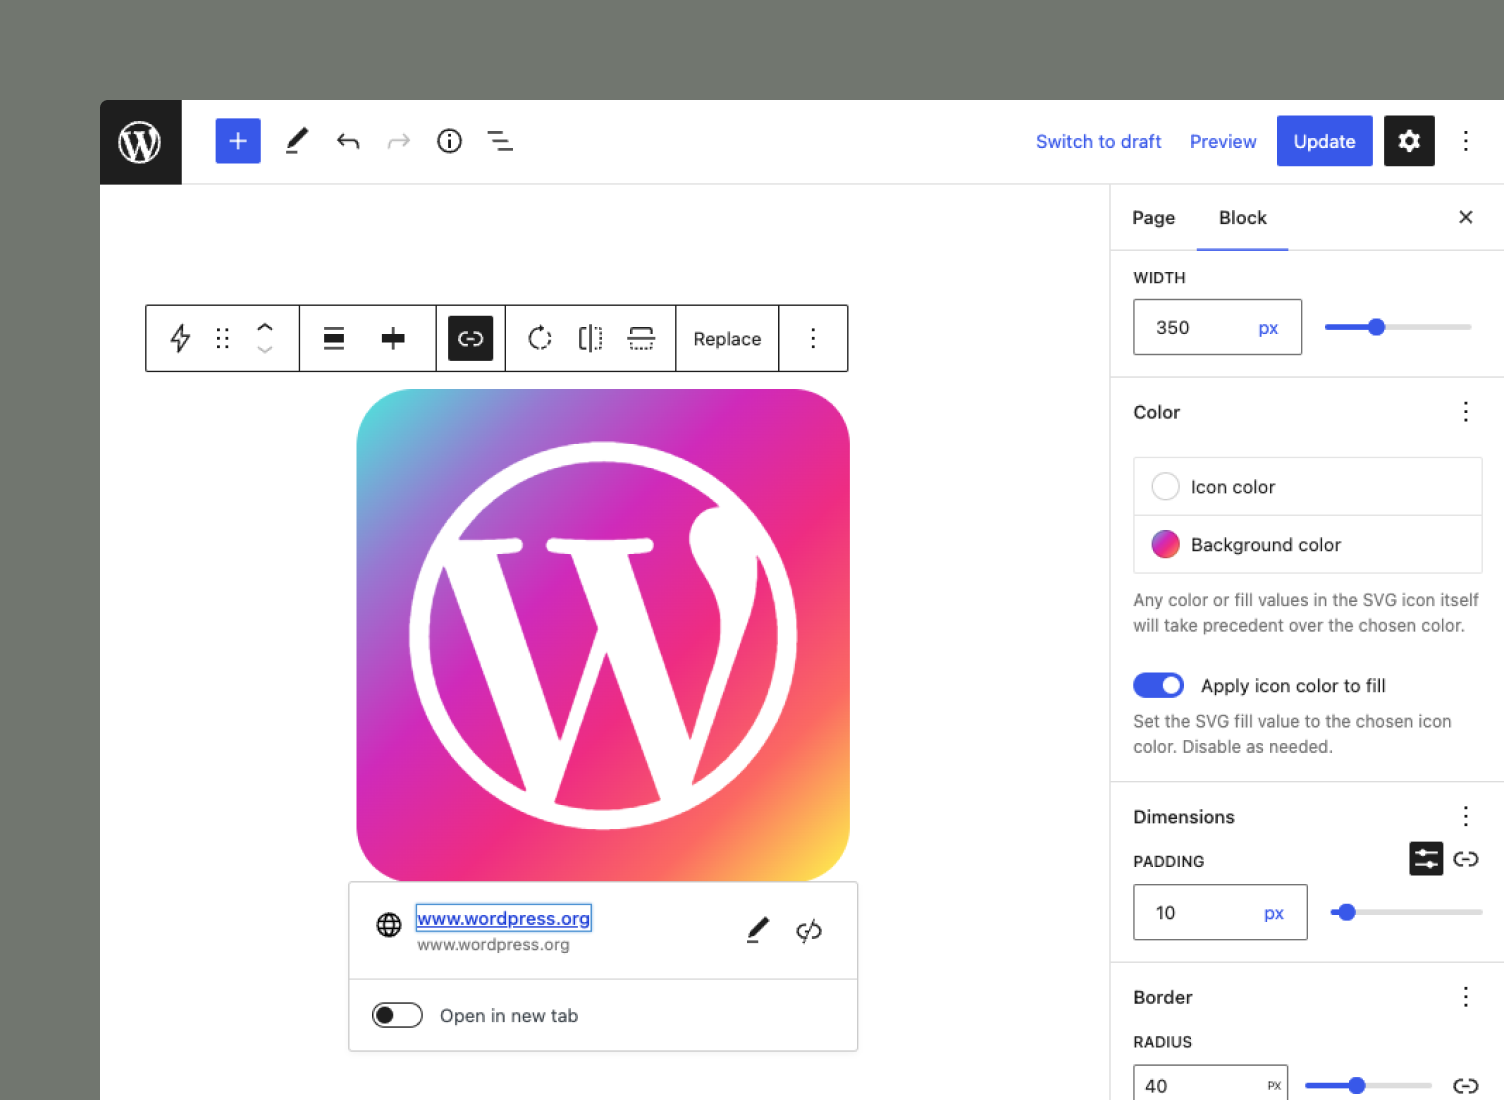 Switch to draft
Preview
Update
Page
Block
WIDTH
350 px
Color
Icon color
Background color
Any color or fill values in the SVG icon itself
will take precedent over the chosen color.
Apply icon color to fill
Set the SVG fill value to the chosen icon
color. Disable as needed.
Dimensions
PADDING
10 px
Border
RADIUS
40 PX
Replace
www.wordpress.org
www.wordpress.org
Open in new tab